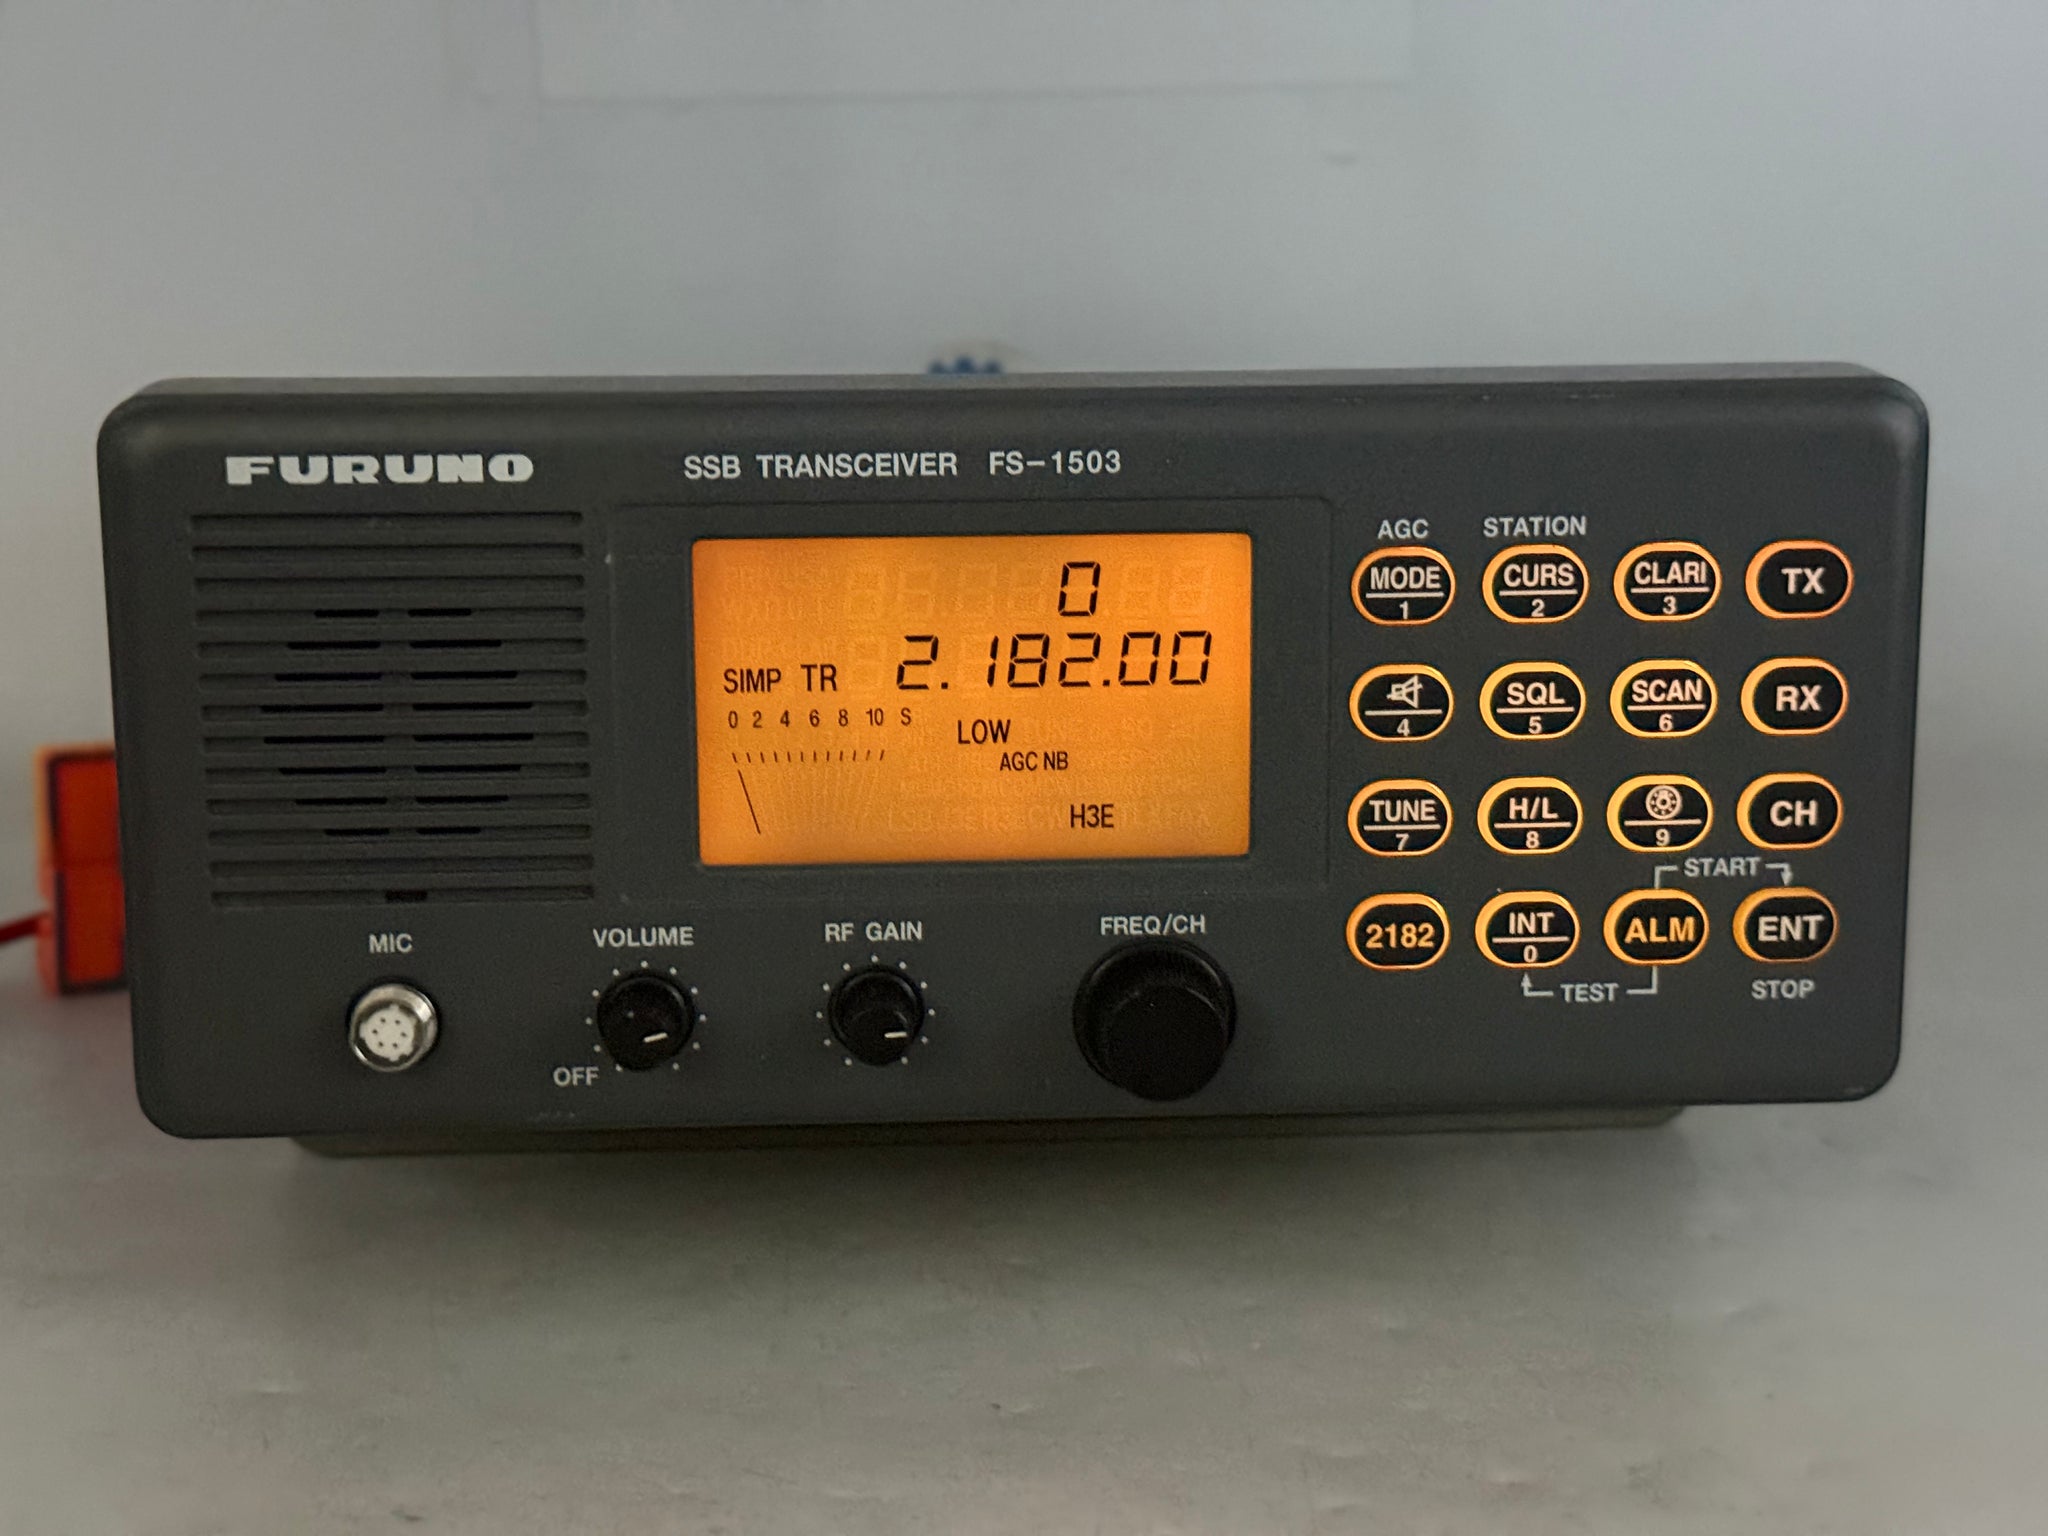 FURUNO
SSB TRANSCEIVER FS-1503
0
SIMP TR 2.182.00
0 2 4 6 8 10 S
LOW
AGC NB
H3E
AGC STATION
MODE CURS CLARI TX
1 2 3
SQL SCAN RX
4 5 6
TUNE H/L CH
7 8 9
START
2182 INT ALM ENT
0
TEST STOP
MIC VOLUME RF GAIN FREQ/CH
OFF